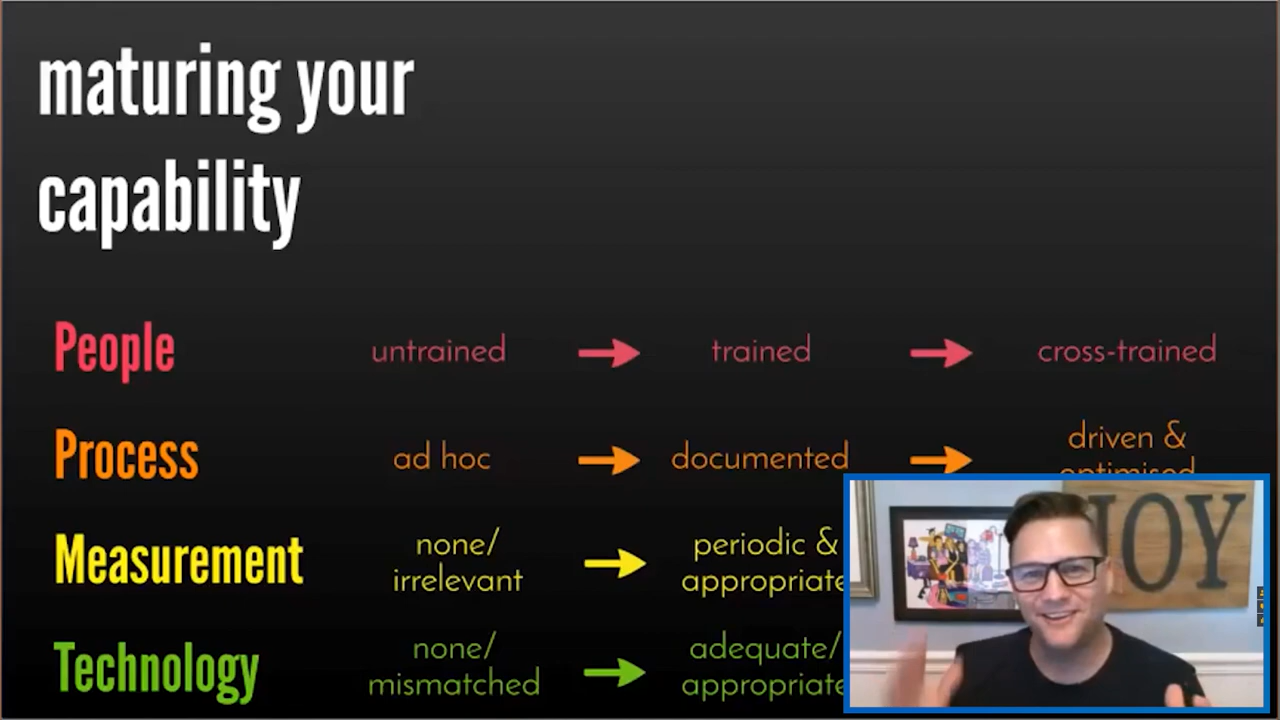 maturing your
capability
People untrained trained cross-trained
Process ad hoc documented driven &
optimised
Measurement none/
irrelevant periodic &
appropriate
Technology none/
mismatched adequate/
appropriate
JOY